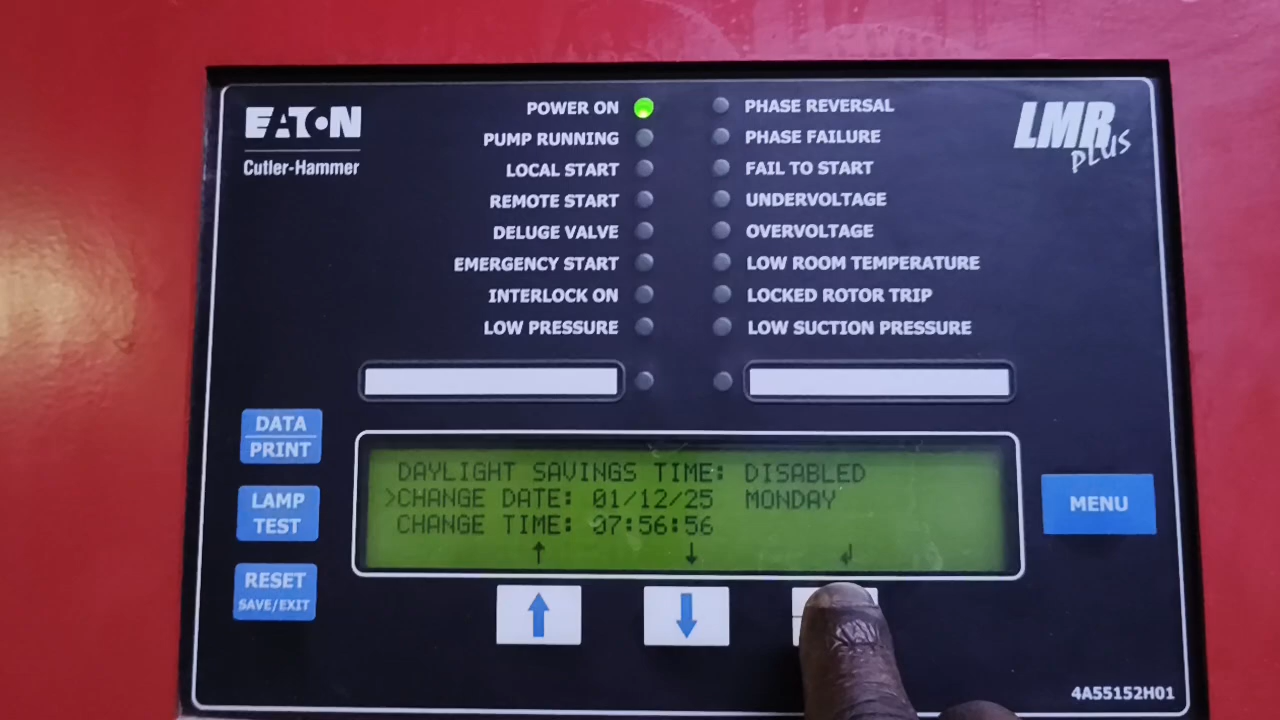 EATON
Cutler-Hammer
LMR
PLUS
POWER ON
PUMP RUNNING
LOCAL START
REMOTE START
DELUGE VALVE
EMERGENCY START
INTERLOCK ON
LOW PRESSURE
PHASE REVERSAL
PHASE FAILURE
FAIL TO START
UNDERVOLTAGE
OVERVOLTAGE
LOW ROOM TEMPERATURE
LOCKED ROTOR TRIP
LOW SUCTION PRESSURE
DATA
PRINT
LAMP
TEST
RESET
SAVE/EXIT
DAYLIGHT SAVINGS TIME: DISABLED
>CHANGE DATE: 01/12/25 MONDAY
CHANGE TIME: 07:56:56
↑ ↓ ↲
MENU
4A55152H01